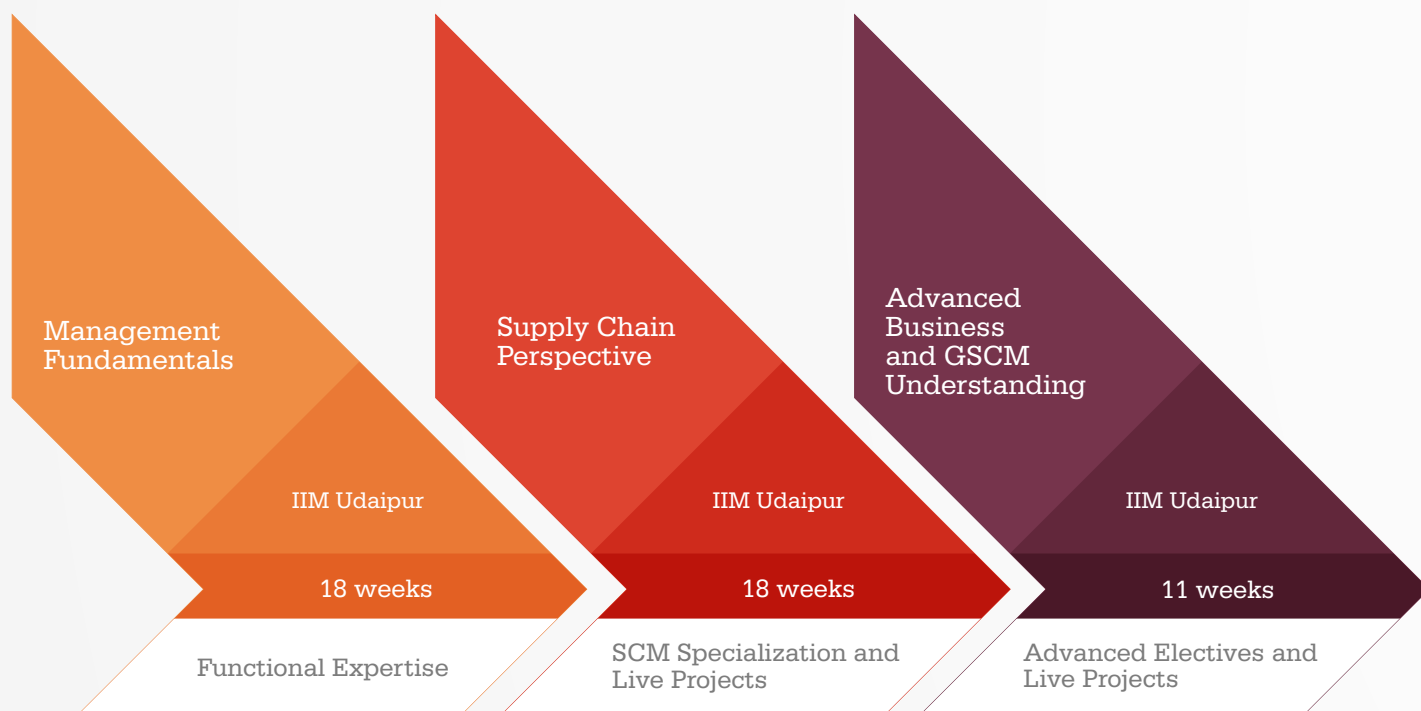 Management
Fundamentals
IIM Udaipur
18 weeks
Functional Expertise
Supply Chain
Perspective
IIM Udaipur
18 weeks
SCM Specialization and
Live Projects
Advanced
Business
and GSCM
Understanding
IIM Udaipur
11 weeks
Advanced Electives and
Live Projects